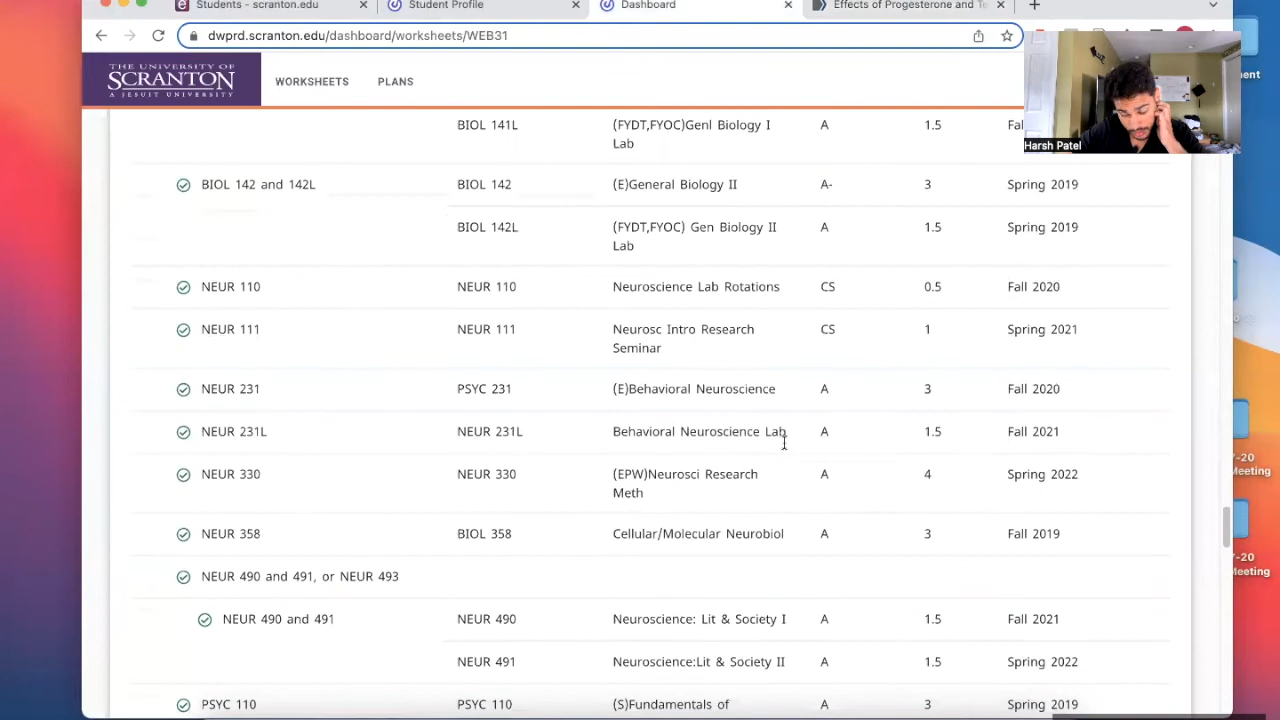 Students - scranton.edu
Student Profile
Dashboard
Effects of Progesterone and Te
dwprd.scranton.edu/dashboard/worksheets/WEB31
THE UNIVERSITY OF
SCRANTON
A JESUIT UNIVERSITY
WORKSHEETS
PLANS
Harsh Patel
BIOL 141L (FYDT,FYOC)Genl Biology I A 1.5 Fal
Lab
BIOL 142 and 142L BIOL 142 (E)General Biology II A- 3 Spring 2019
BIOL 142L (FYDT,FYOC) Gen Biology II A 1.5 Spring 2019
Lab
NEUR 110 NEUR 110 Neuroscience Lab Rotations CS 0.5 Fall 2020
NEUR 111 NEUR 111 Neurosc Intro Research CS 1 Spring 2021
Seminar
NEUR 231 PSYC 231 (E)Behavioral Neuroscience A 3 Fall 2020
NEUR 231L NEUR 231L Behavioral Neuroscience Lab A 1.5 Fall 2021
NEUR 330 NEUR 330 (EPW)Neurosci Research A 4 Spring 2022
Meth
NEUR 358 BIOL 358 Cellular/Molecular Neurobiol A 3 Fall 2019
NEUR 490 and 491, or NEUR 493
NEUR 490 and 491 NEUR 490 Neuroscience: Lit & Society I A 1.5 Fall 2021
NEUR 491 Neuroscience:Lit & Society II A 1.5 Spring 2022
PSYC 110 PSYC 110 (S)Fundamentals of A 3 Spring 2019
ent
7-20
Meeting
7-20
Meeting